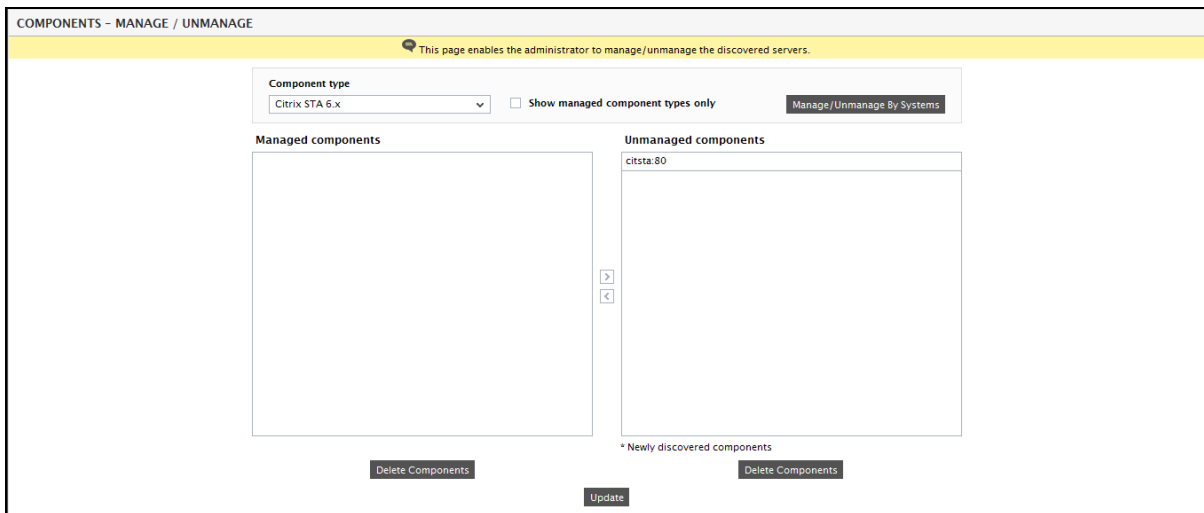 COMPONENTS - MANAGE / UNMANAGE
This page enables the administrator to manage/unmanage the discovered servers.
Component type
Citrix STA 6.x
Show managed component types only
Manage/Unmanage By Systems
Managed components
Unmanaged components
citsta:80
>
<
* Newly discovered components
Delete Components
Delete Components
Update